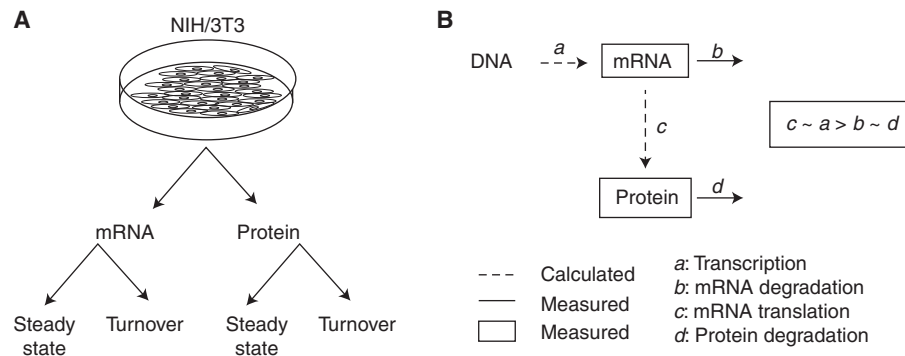 A
NIH/3T3
mRNA
Protein
Steady
state
Turnover
Steady
state
Turnover
B
DNA
a
mRNA
b
c
c ~ a > b ~ d
Protein
d
Calculated
Measured
Measured
a: Transcription
b: mRNA degradation
c: mRNA translation
d: Protein degradation